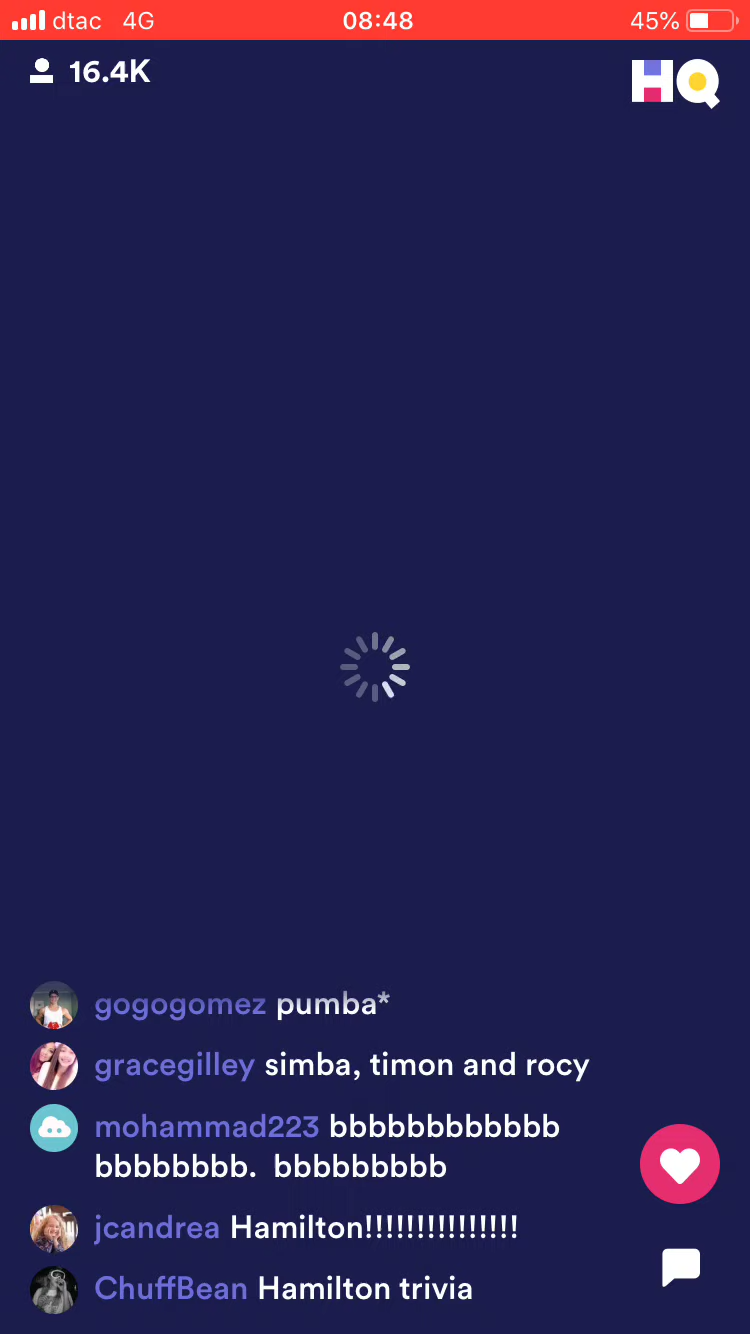 dtac 4G 08:48 45%
16.4K HQ
gogogomez pumba*
gracegilley simba, timon and rocy
mohammad223 bbbbbbbbbbbb
bbbbbbbb. bbbbbbbbb
jcandrea Hamilton!!!!!!!!!!!!!!!
ChuffBean Hamilton trivia